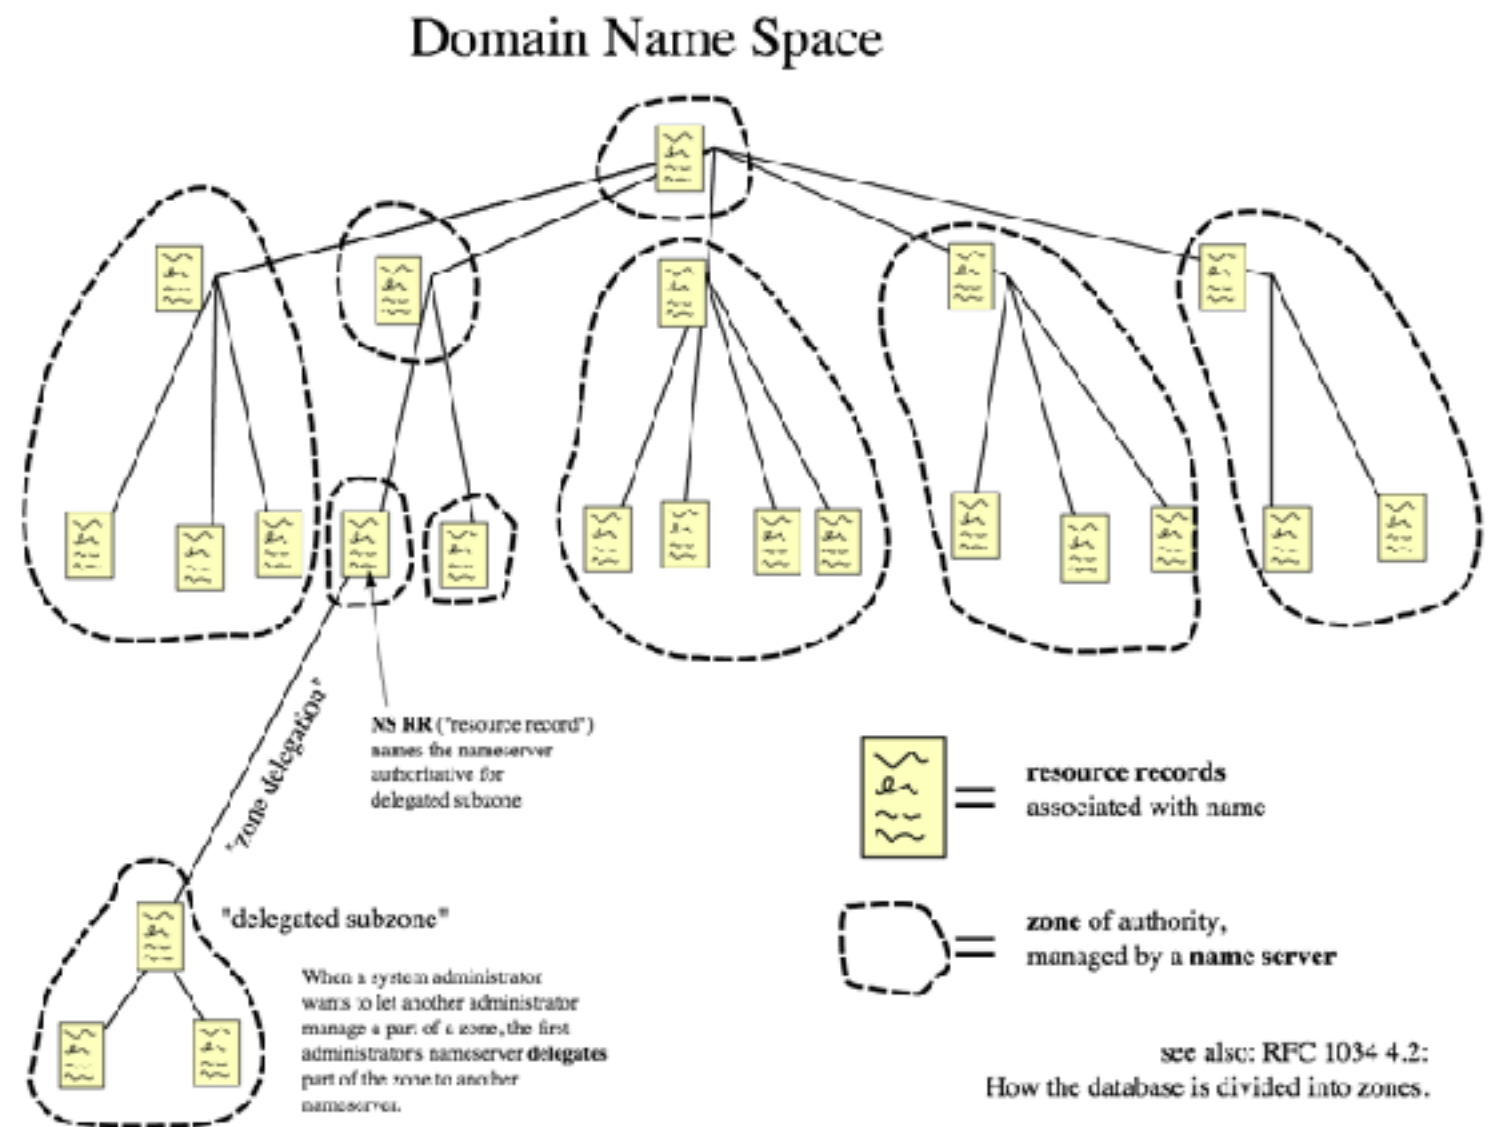 Domain Name Space
"zone delegation"
NS RR ("resource record")
names the nameserver
authoritative for
delegated subzone
resource records
associated with name
"delegated subzone"
zone of authority,
managed by a name server
When a system administrator
wants to let another administrator
manage a part of a zone, the first
administrator's nameserver delegates
part of the zone to another
nameserver.
see also: RFC 1034 4.2:
How the database is divided into zones.